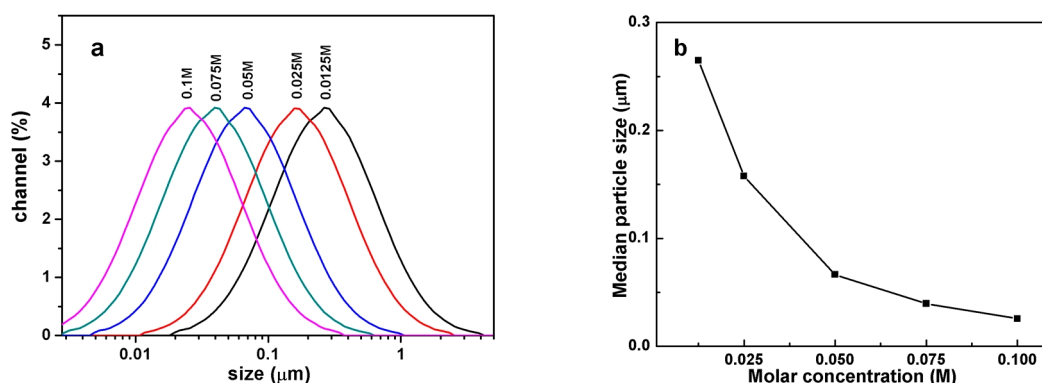 a
0.1M
0.075M
0.05M
0.025M
0.0125M
channel (%)
5
4
3
2
1
0
0.01
0.1
1
size (μm)
b
Median particle size (μm)
0.3
0.2
0.1
0.0
0.025
0.050
0.075
0.100
Molar concentration (M)